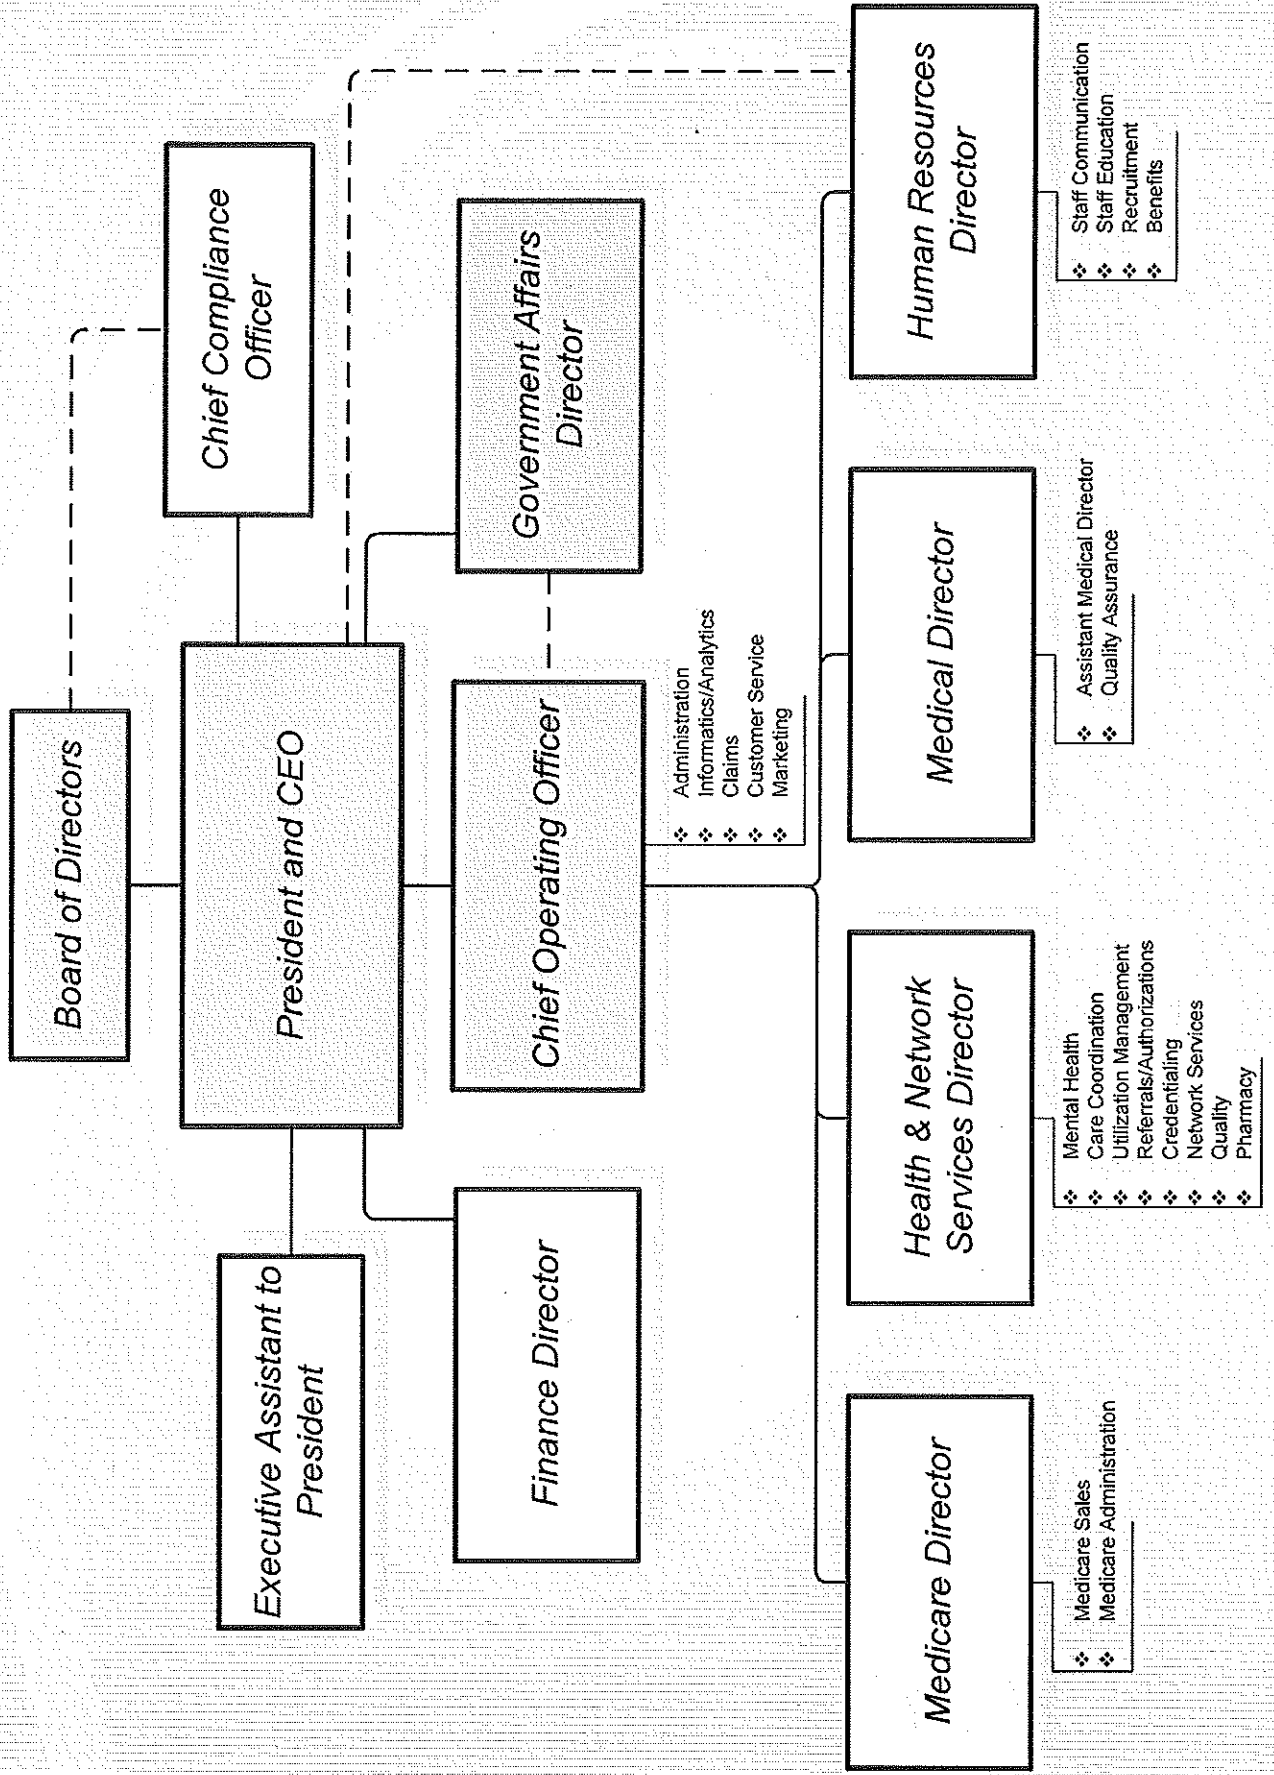 Board of Directors
Chief Compliance
Officer
President and CEO
Executive Assistant to
President
Government Affairs
Director
Chief Operating Officer
Finance Director
❖ Administration
❖ Informatics/Analytics
❖ Claims
❖ Customer Service
❖ Marketing
Medicare Director
❖ Medicare Sales
❖ Medicare Administration
Health & Network
Services Director
❖ Mental Health
❖ Care Coordination
❖ Utilization Management
❖ Referrals/Authorizations
❖ Credentialing
❖ Network Services
❖ Quality
❖ Pharmacy
Medical Director
❖ Assistant Medical Director
❖ Quality Assurance
Human Resources
Director
❖ Staff Communication
❖ Staff Education
❖ Recruitment
❖ Benefits